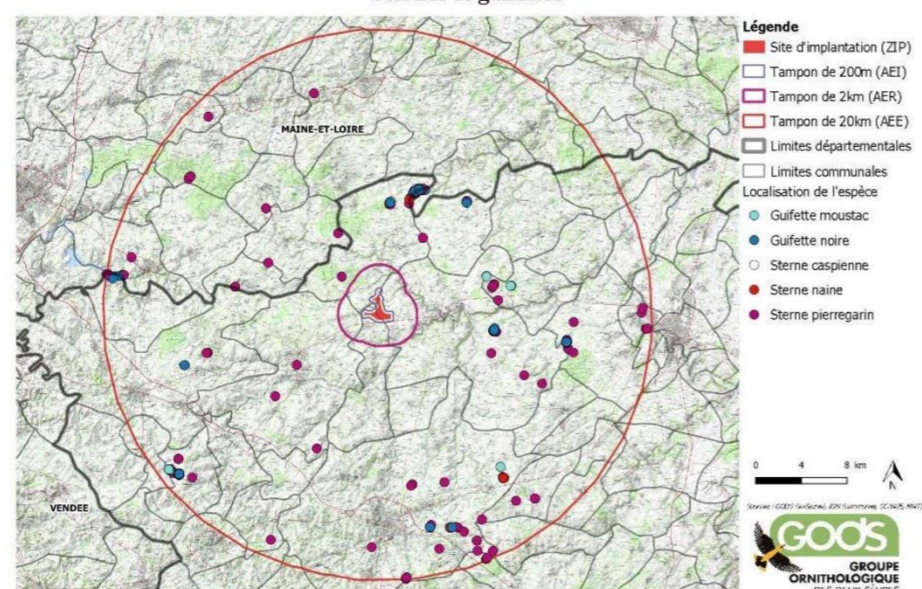 MAINE-ET-LOIRE
VENDEE
Légende
Site d'implantation (ZIP)
Tampon de 200m (AEI)
Tampon de 2km (AER)
Tampon de 20km (AEE)
Limites départementales
Limites communales
Localisation de l'espèce
Guifette moustac
Guifette noire
Sterne caspienne
Sterne naine
Sterne pierregarin
0 4 8 km
N
GODS
GROUPE
ORNITHOLOGIQUE